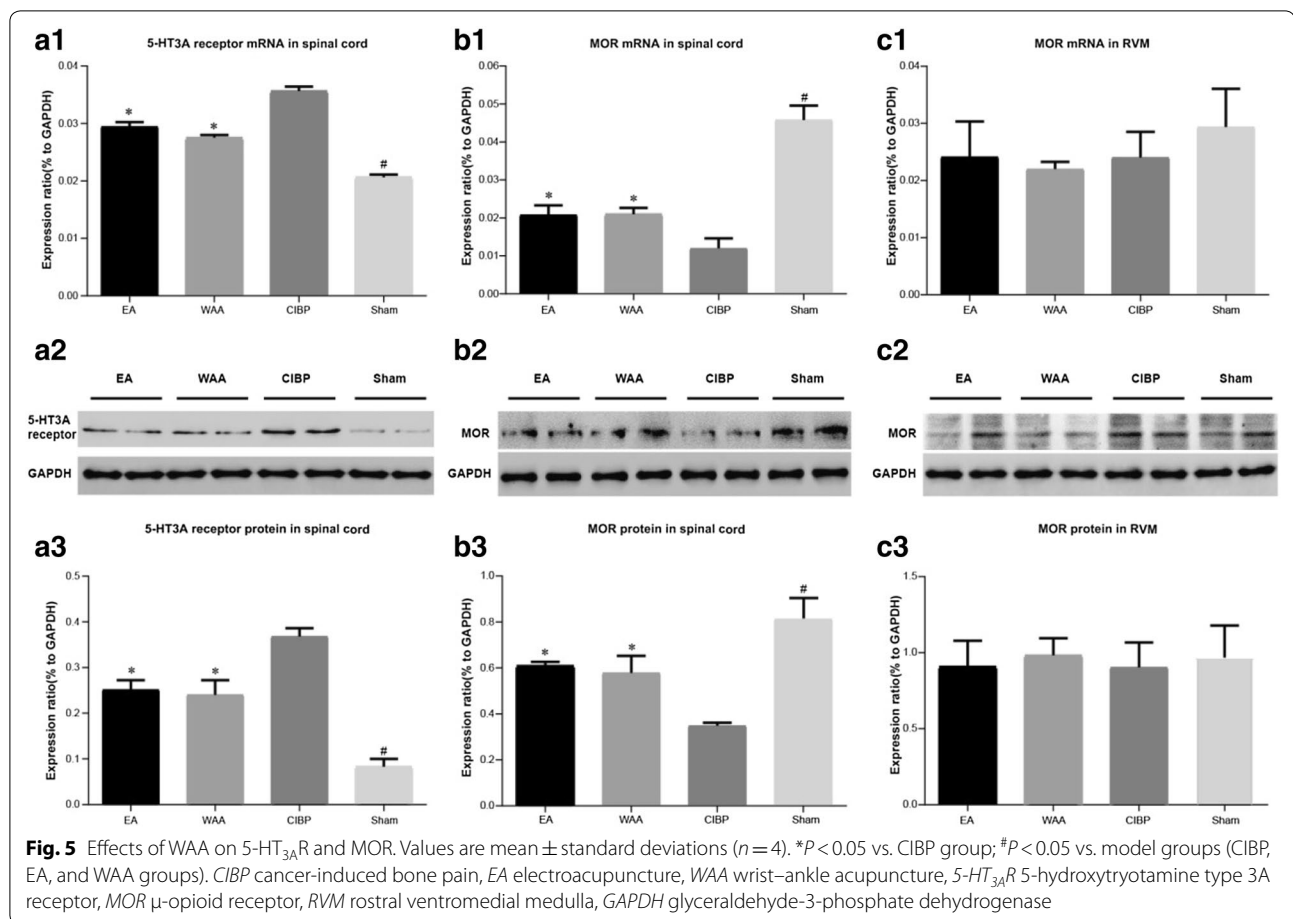 a1
5-HT3A receptor mRNA in spinal cord
Expression ratio(% to GAPDH)
0.04
0.03
0.02
0.01
0.00
*
*
#
EA
WAA
CIBP
Sham
b1
MOR mRNA in spinal cord
Expression ratio(% to GAPDH)
0.06
0.05
0.04
0.03
0.02
0.01
0.00
*
*
#
EA
WAA
CIBP
Sham
c1
MOR mRNA in RVM
Expression ratio(% to GAPDH)
0.04
0.03
0.02
0.01
0.00
EA
WAA
CIBP
Sham
a2
EA
WAA
CIBP
Sham
5-HT3A
receptor
GAPDH
b2
EA
WAA
CIBP
Sham
MOR
GAPDH
c2
EA
WAA
CIBP
Sham
MOR
GAPDH
a3
5-HT3A receptor protein in spinal cord
Expression ratio(% to GAPDH)
0.5
0.4
0.3
0.2
0.1
0.0
*
*
#
EA
WAA
CIBP
Sham
b3
MOR protein in spinal cord
Expression ratio(% to GAPDH)
1.0
0.8
0.6
0.4
0.2
0.0
*
*
#
EA
WAA
CIBP
Sham
c3
MOR protein in RVM
Expression ratio(% to GAPDH)
1.5
1.0
0.5
0.0
EA
WAA
CIBP
Sham
Fig. 5 Effects of WAA on 5-HT3AR and MOR. Values are mean ± standard deviations (n = 4). *P < 0.05 vs. CIBP group; #P < 0.05 vs. model groups (CIBP,
EA, and WAA groups). CIBP cancer-induced bone pain, EA electroacupuncture, WAA wrist–ankle acupuncture, 5-HT3AR 5-hydroxytryotamine type 3A
receptor, MOR μ-opioid receptor, RVM rostral ventromedial medulla, GAPDH glyceraldehyde-3-phosphate dehydrogenase